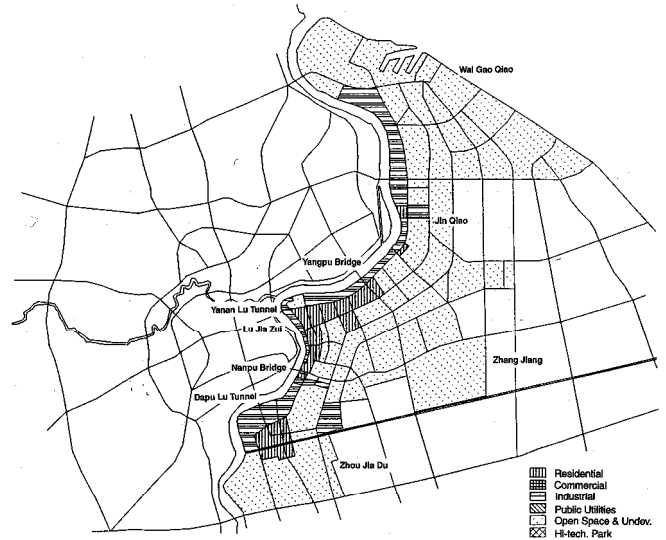 Wai Gao Qiao
Jin Qiao
Yangpu Bridge
Yanan Lu Tunnel
Lu Jia Zui
Nanpu Bridge
Zhang Jiang
Dapu Lu Tunnel
Zhou Jia Du
Residential
Commercial
Industrial
Public Utilities
Open Space & Undev.
Hi-tech. Park